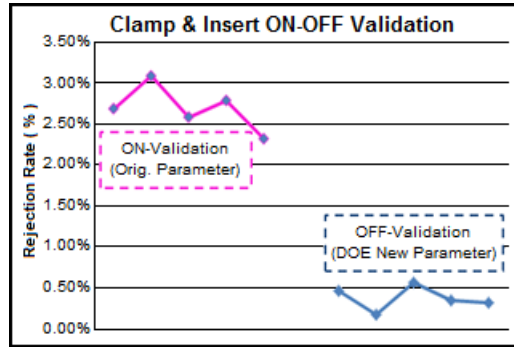 Clamp & Insert ON-OFF Validation
3.50%
3.00%
2.50%
2.00%
1.50%
1.00%
0.50%
0.00%
Rejection Rate ( % )
ON-Validation
(Orig. Parameter)
OFF-Validation
(DOE New Parameter)